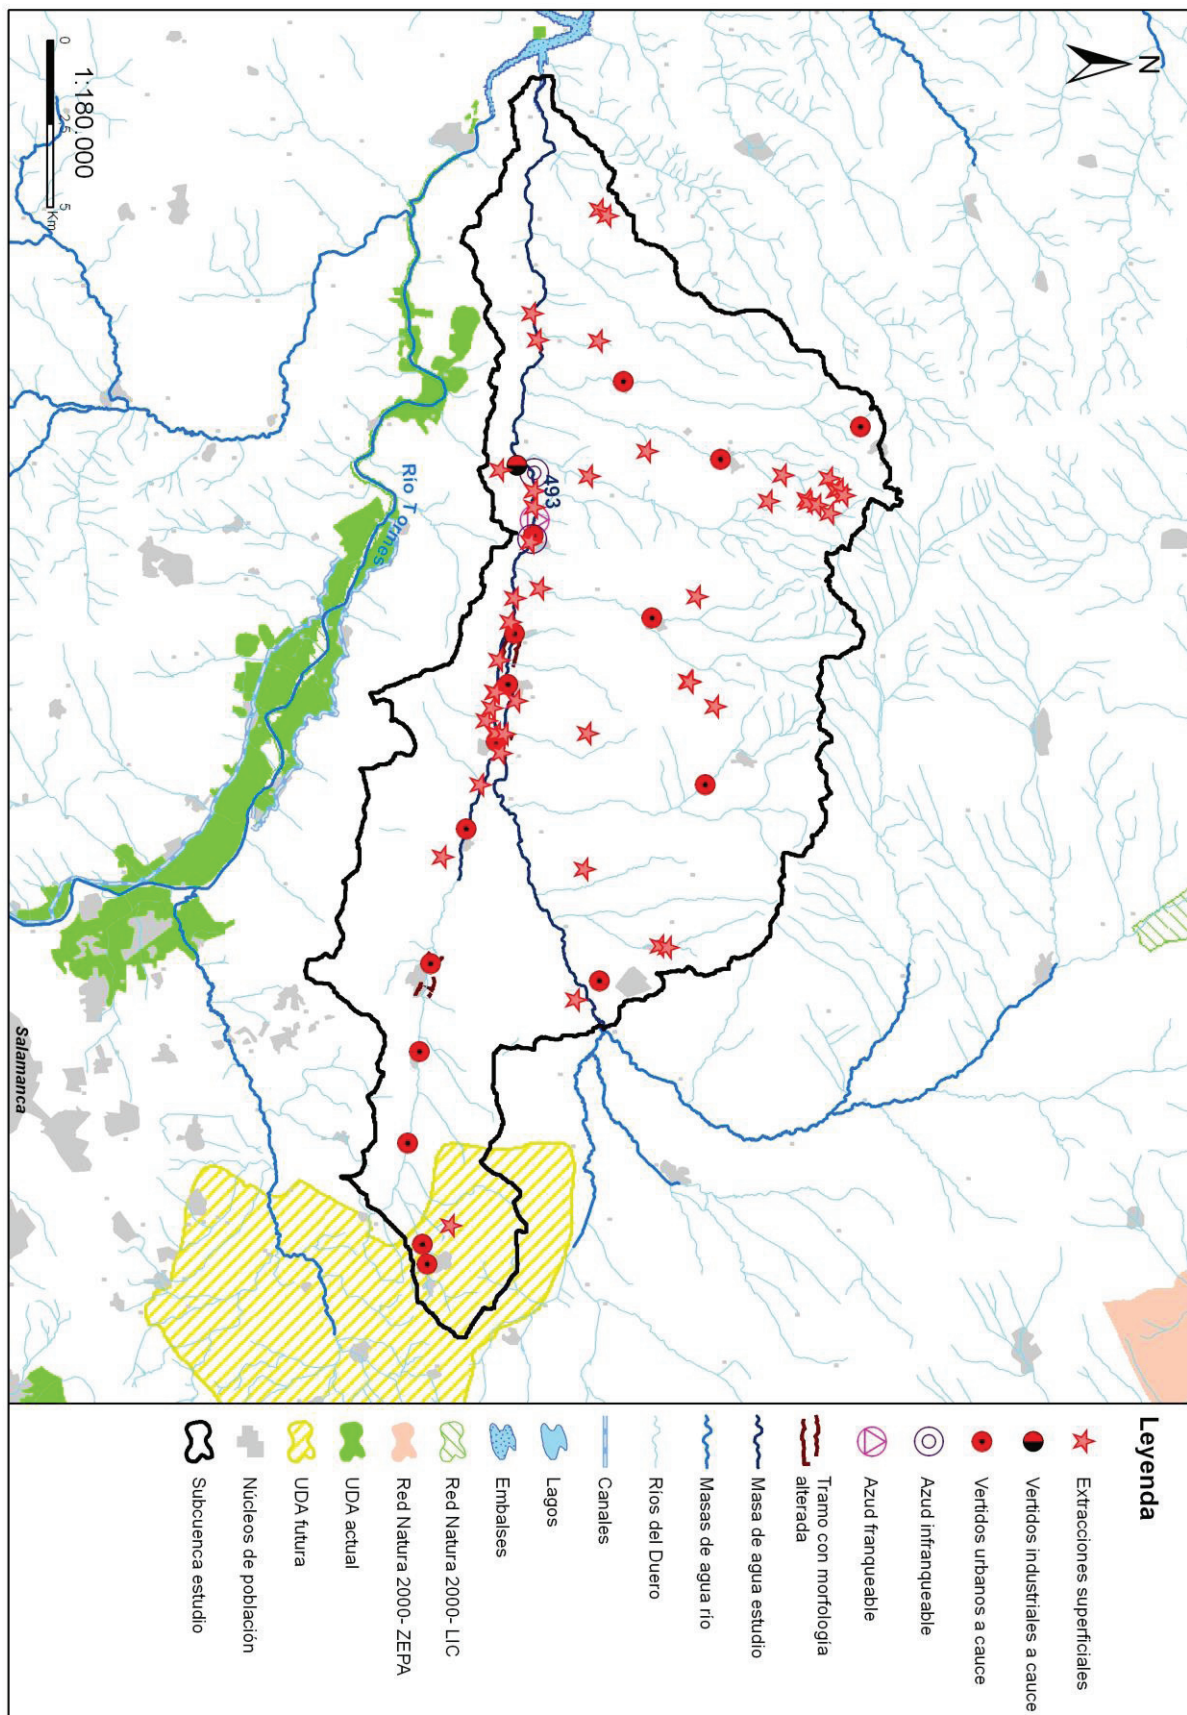 N
1:180.000
0
2,5
5
Km
493
Río Tormes
Salamanca
Leyenda
Extracciones superficiales
Vertidos industriales a cauce
Vertidos urbanos a cauce
Azud infranqueable
Azud franqueable
Tramo con morfología
alterada
Masa de agua estudio
Masas de agua río
Ríos del Duero
Canales
Lagos
Embalses
Red Natura 2000- LIC
Red Natura 2000- ZEPA
UDA actual
UDA futura
Núcleos de población
Subcuenca estudio